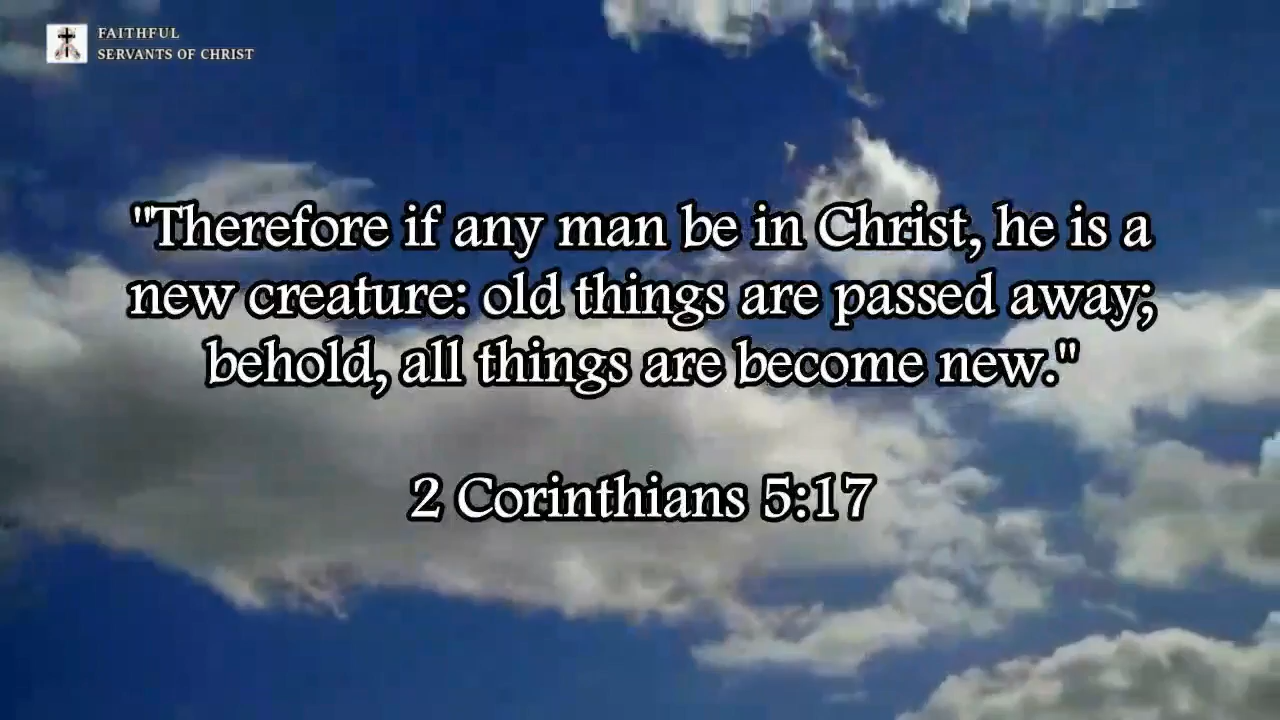 FAITHFUL
SERVANTS OF CHRIST
"Therefore if any man be in Christ, he is a
new creature: old things are passed away;
behold, all things are become new."
2 Corinthians 5:17